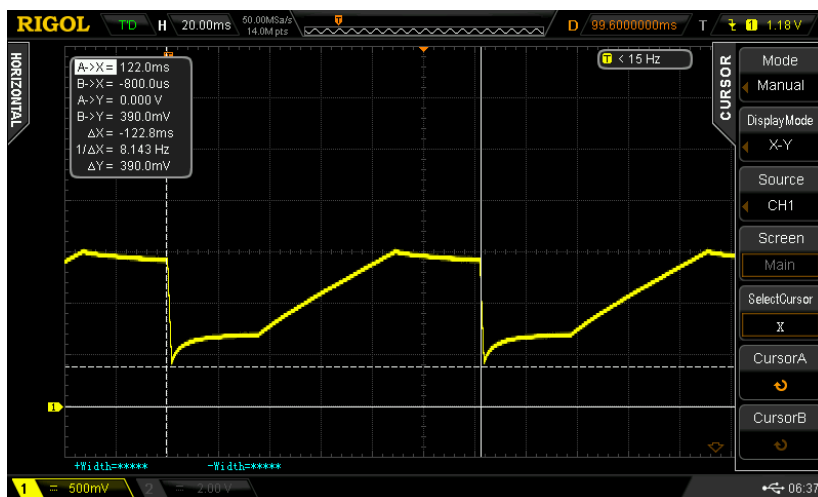 RIGOL T'D H 20.00ms 50.00MSa/s 14.0M pts D 99.6000000ms T 1 1.18 V
HORIZONTAL
T < 15 Hz
A->X= 122.0ms
B->X= -800.0us
A->Y= 0.000 V
B->Y= 390.0mV
ΔX= -122.8ms
1/ΔX= 8.143 Hz
ΔY= 390.0mV
CURSOR
Mode
Manual
DisplayMode
X-Y
Source
CH1
Screen
Main
SelectCursor
X
CursorA
CursorB
1
+Width=***** -Width=*****
1 = 500mV 2 = 2.00 V 06:37